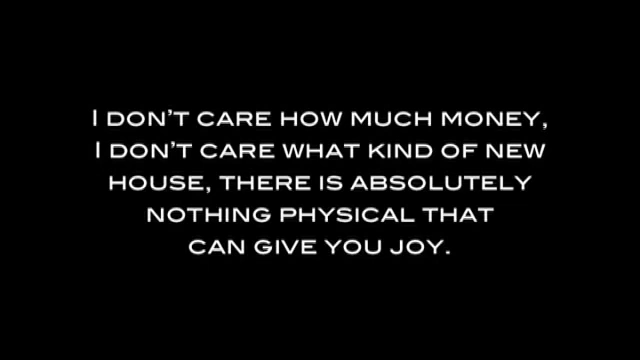 I DON'T CARE HOW MUCH MONEY,
I DON'T CARE WHAT KIND OF NEW
HOUSE, THERE IS ABSOLUTELY
NOTHING PHYSICAL THAT
CAN GIVE YOU JOY.